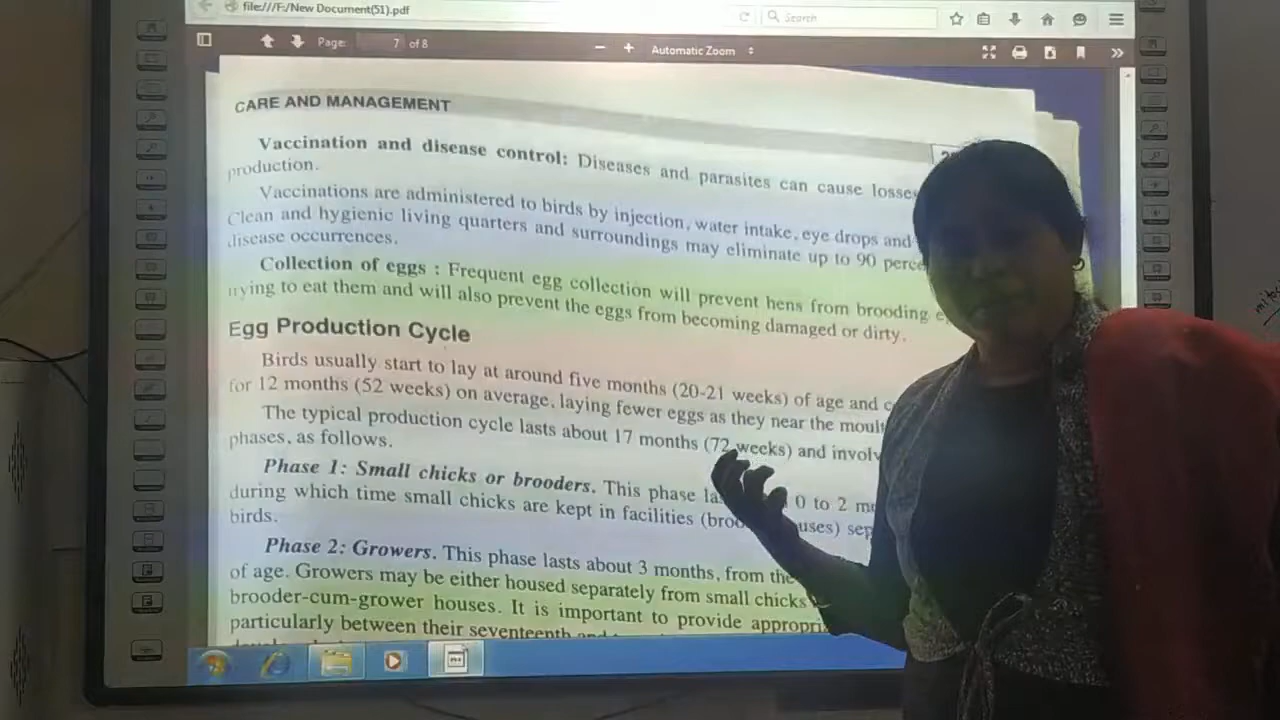 file:///F:/New Document(51).pdf
Search
Page: 7 of 8
Automatic Zoom
CARE AND MANAGEMENT
Vaccination and disease control: Diseases and parasites can cause losses
production.
Vaccinations are administered to birds by injection, water intake, eye drops and
Clean and hygienic living quarters and surroundings may eliminate up to 90
disease occurrences.
Collection of eggs : Frequent egg collection will prevent hens from brooding
trying to eat them and will also prevent the eggs from becoming damaged or dirty.
Egg Production Cycle
Birds usually start to lay at around five months (20-21 weeks) of age and
for 12 months (52 weeks) on average, laying fewer eggs as they near the
The typical production cycle lasts about 17 months (72 weeks) and
phases, as follows.
Phase 1: Small chicks or brooders. This phase 0 to 2
during which time small chicks are kept in facilities
birds.
Phase 2: Growers. This phase lasts about 3 months, from the
of age. Growers may be either housed separately from small chicks
brooder-cum-grower houses. It is important to provide
particularly between their seventeenth